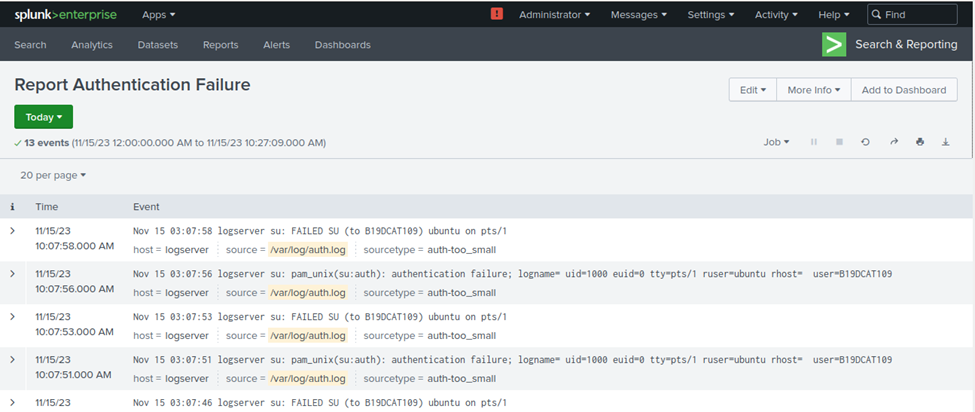 splunk>enterprise Apps Administrator Messages Settings Activity Help Find
Search Analytics Datasets Reports Alerts Dashboards Search & Reporting
Report Authentication Failure
Edit More Info Add to Dashboard
Today
13 events (11/15/23 12:00:00.000 AM to 11/15/23 10:27:09.000 AM) Job
20 per page
i Time Event
11/15/23 Nov 15 03:07:58 logserver su: FAILED SU (to B19DCAT109) ubuntu on pts/1
10:07:58.000 AM host = logserver source = /var/log/auth.log sourcetype = auth-too_small
11/15/23 Nov 15 03:07:56 logserver su: pam_unix(su:auth): authentication failure; logname= uid=1000 euid=0 tty=pts/1 ruser=ubuntu rhost=  user=B19DCAT109
10:07:56.000 AM host = logserver source = /var/log/auth.log sourcetype = auth-too_small
11/15/23 Nov 15 03:07:53 logserver su: FAILED SU (to B19DCAT109) ubuntu on pts/1
10:07:53.000 AM host = logserver source = /var/log/auth.log sourcetype = auth-too_small
11/15/23 Nov 15 03:07:51 logserver su: pam_unix(su:auth): authentication failure; logname= uid=1000 euid=0 tty=pts/1 ruser=ubuntu rhost=  user=B19DCAT109
10:07:51.000 AM host = logserver source = /var/log/auth.log sourcetype = auth-too_small
11/15/23 Nov 15 03:07:46 logserver su: FAILED SU (to B19DCAT109) ubuntu on pts/1